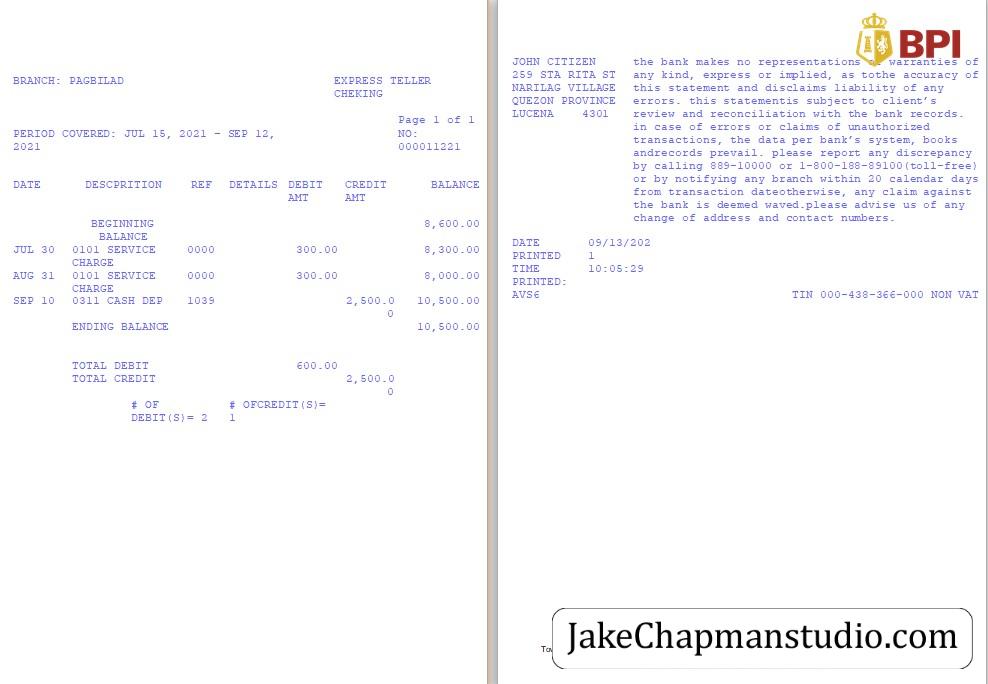 BRANCH: PAGBILAD EXPRESS TELLER
CHEKING
Page 1 of 1
PERIOD COVERED: JUL 15, 2021 – SEP 12, NO:
2021 000011221
DATE DESCPRITION REF DETAILS DEBIT CREDIT BALANCE
AMT AMT
BEGINNING 8,600.00
BALANCE
JUL 30 0101 SERVICE 0000 300.00 8,300.00
CHARGE
AUG 31 0101 SERVICE 0000 300.00 8,000.00
CHARGE
SEP 10 0311 CASH DEP 1039 2,500.0 10,500.00
0
ENDING BALANCE 10,500.00
TOTAL DEBIT 600.00
TOTAL CREDIT 2,500.0
0
# OF # OFCREDIT(S)=
DEBIT(S)= 2 1
BPI
JOHN CITIZEN
259 STA RITA ST
NARILAG VILLAGE
QUEZON PROVINCE
LUCENA 4301
the bank makes no representations warranties of
any kind, express or implied, as tothe accuracy of
this statement and disclaims liability of any
errors. this statementis subject to client's
review and reconciliation with the bank records.
in case of errors or claims of unauthorized
transactions, the data per bank's system, books
andrecords prevail. please report any discrepancy
by calling 889-10000 or 1-800-188-89100(toll-free)
or by notifying any branch within 20 calendar days
from transaction dateotherwise, any claim against
the bank is deemed waved.please advise us of any
change of address and contact numbers.
DATE 09/13/202
PRINTED 1
TIME 10:05:29
PRINTED:
AVS6 TIN 000-438-366-000 NON VAT
JakeChapmanstudio.com